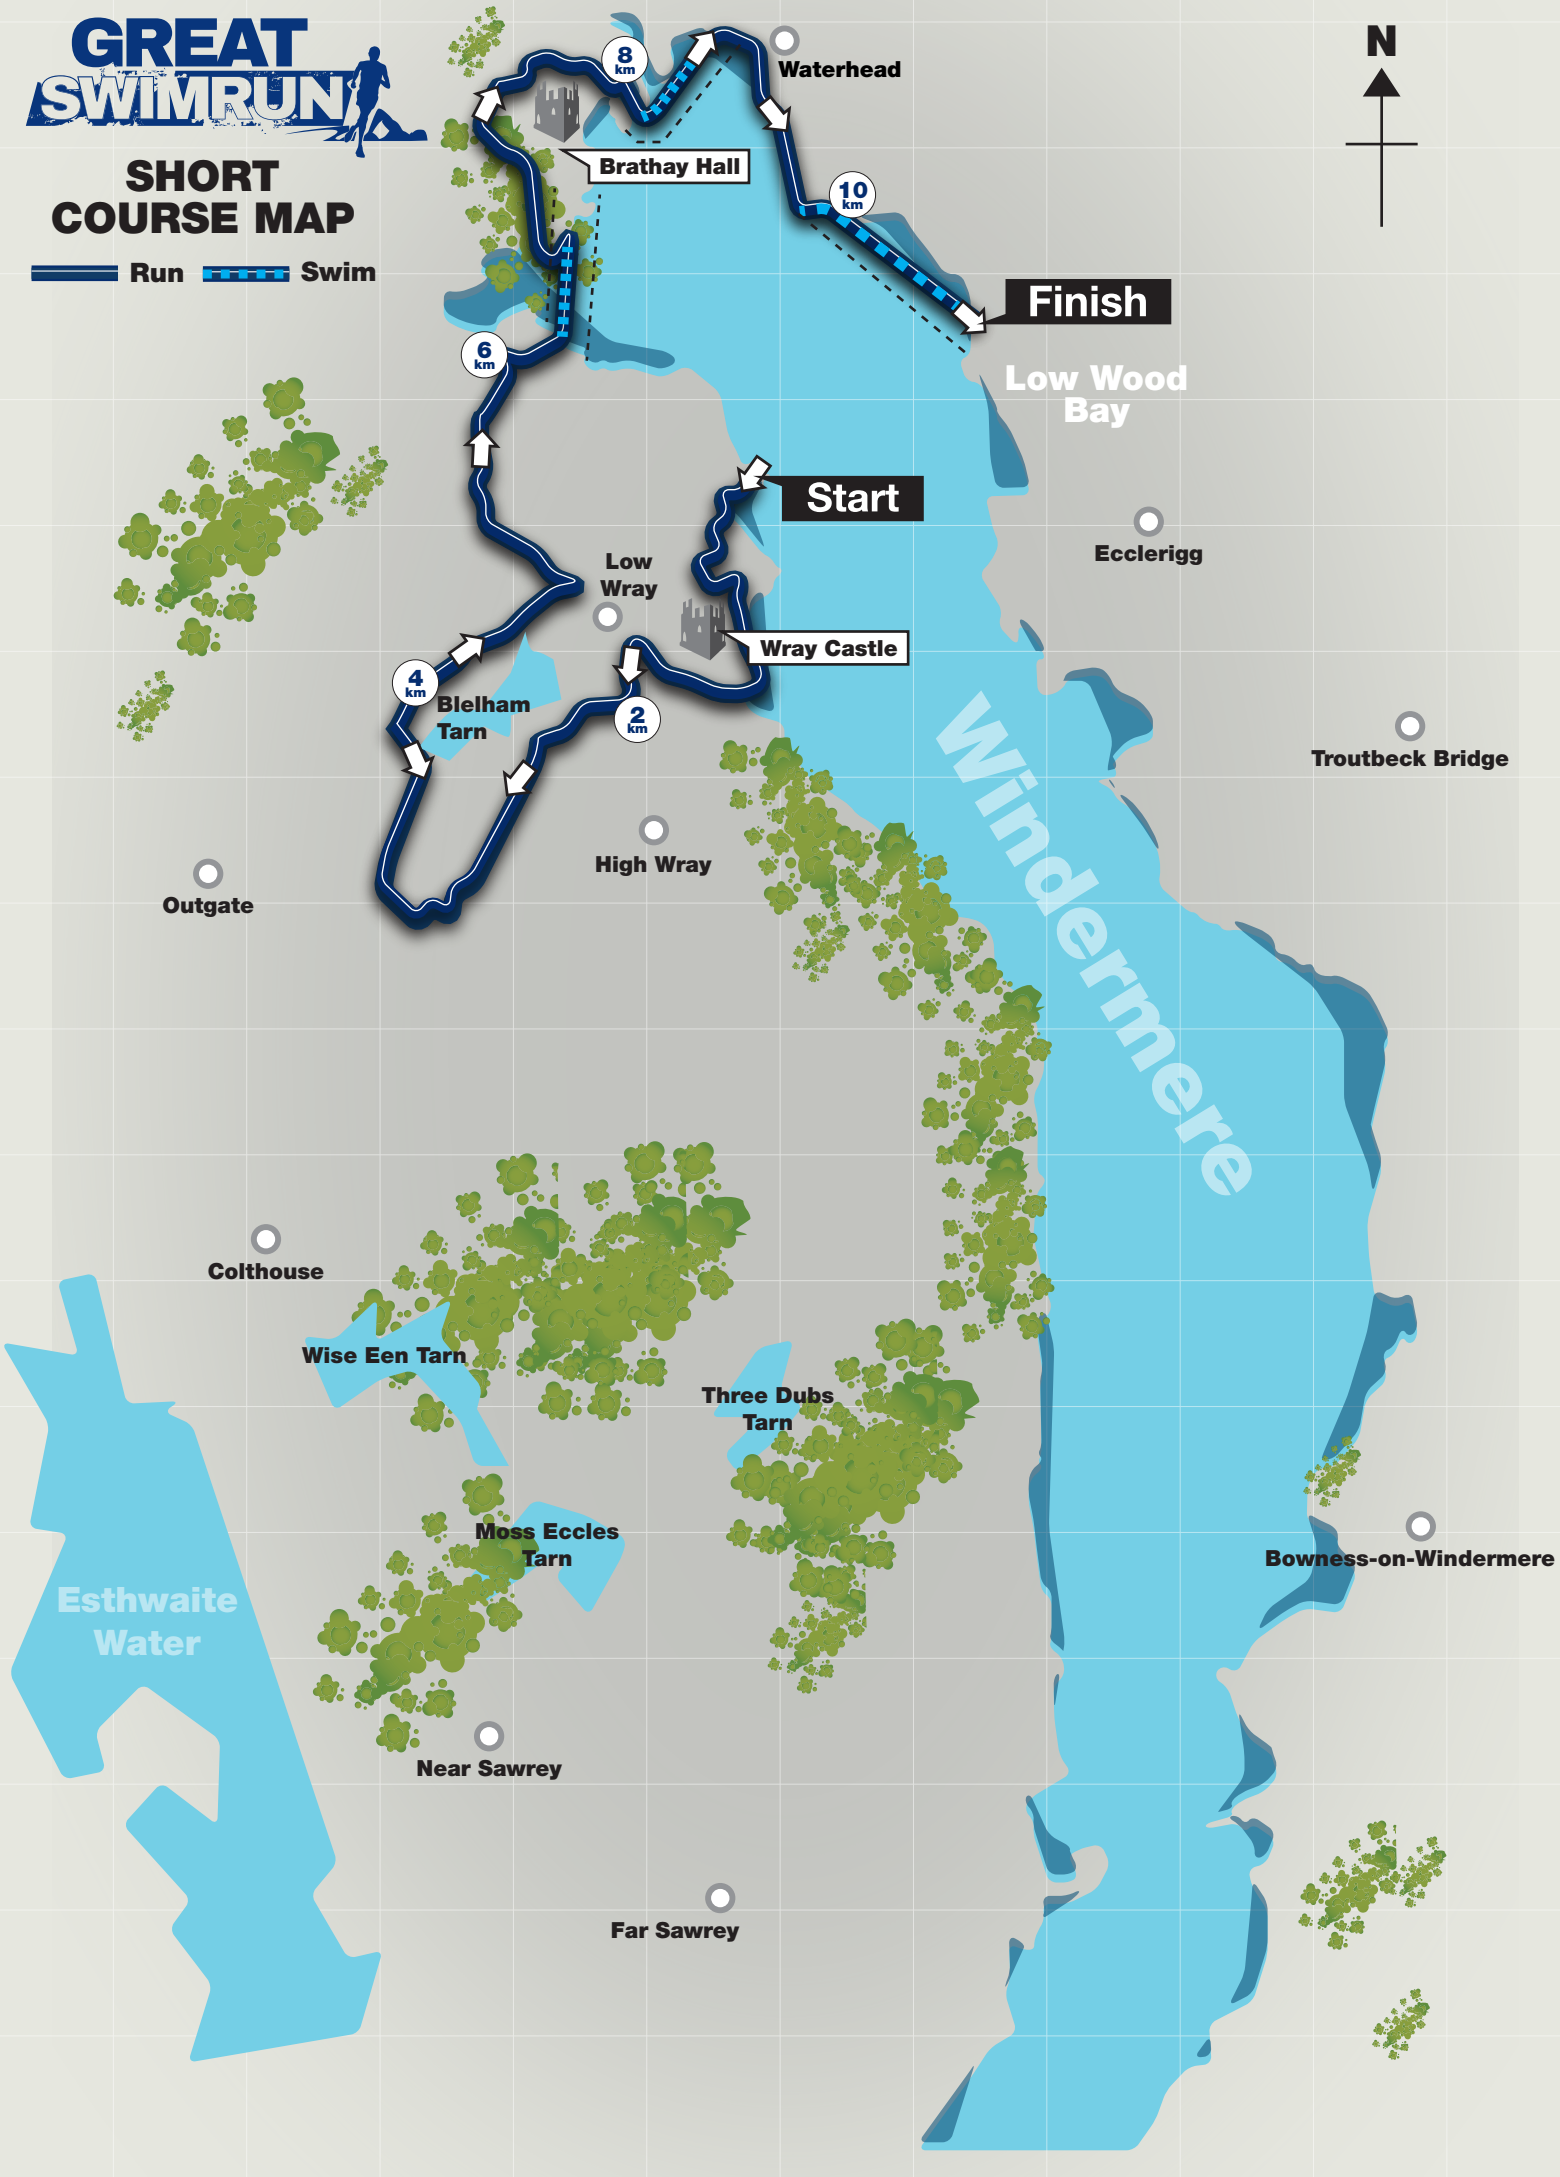 GREAT
SWIMRUN
SHORT
COURSE MAP
Run
Swim
N
8
km
Waterhead
Brathay Hall
10
km
Finish
6
km
Low Wood
Bay
Start
Ecclerigg
Low
Wray
Wray Castle
4
km
Blelham
Tarn
2
km
Windermere
Troutbeck Bridge
High Wray
Outgate
Colthouse
Wise Een Tarn
Three Dubs
Tarn
Moss Eccles
Tarn
Bowness-on-Windermere
Esthwaite
Water
Near Sawrey
Far Sawrey